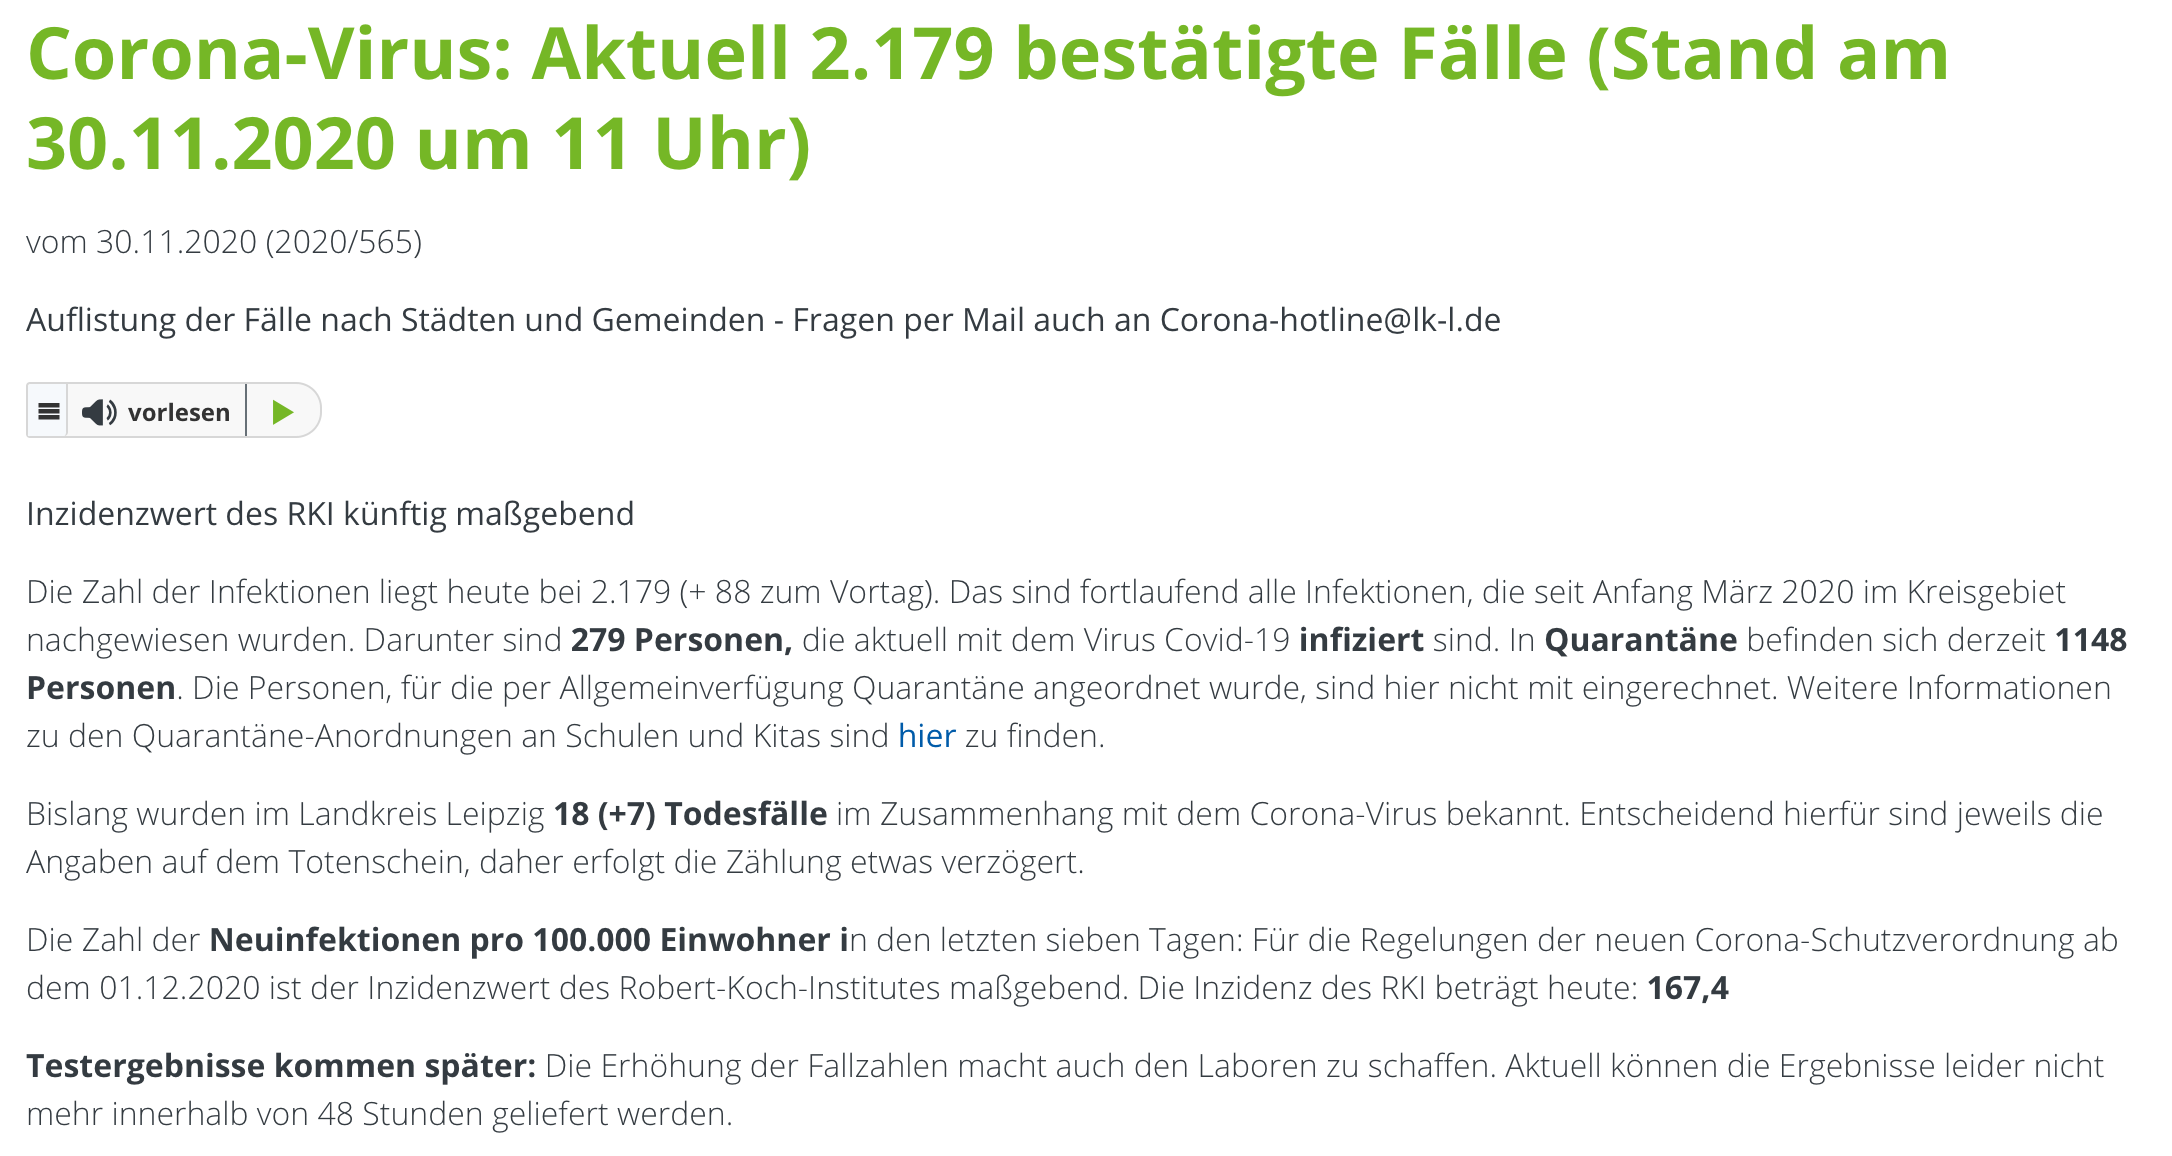 Corona-Virus: Aktuell 2.179 bestätigte Fälle (Stand am
30.11.2020 um 11 Uhr)
vom 30.11.2020 (2020/565)
Auflistung der Fälle nach Städten und Gemeinden - Fragen per Mail auch an Corona-hotline@lk-l.de
vorlesen
Inzidenzwert des RKI künftig maßgebend
Die Zahl der Infektionen liegt heute bei 2.179 (+ 88 zum Vortag). Das sind fortlaufend alle Infektionen, die seit Anfang März 2020 im Kreisgebiet
nachgewiesen wurden. Darunter sind 279 Personen, die aktuell mit dem Virus Covid-19 infiziert sind. In Quarantäne befinden sich derzeit 1148
Personen. Die Personen, für die per Allgemeinverfügung Quarantäne angeordnet wurde, sind hier nicht mit eingerechnet. Weitere Informationen
zu den Quarantäne-Anordnungen an Schulen und Kitas sind hier zu finden.
Bislang wurden im Landkreis Leipzig 18 (+7) Todesfälle im Zusammenhang mit dem Corona-Virus bekannt. Entscheidend hierfür sind jeweils die
Angaben auf dem Totenschein, daher erfolgt die Zählung etwas verzögert.
Die Zahl der Neuinfektionen pro 100.000 Einwohner in den letzten sieben Tagen: Für die Regelungen der neuen Corona-Schutzverordnung ab
dem 01.12.2020 ist der Inzidenzwert des Robert-Koch-Institutes maßgebend. Die Inzidenz des RKI beträgt heute: 167,4
Testergebnisse kommen später: Die Erhöhung der Fallzahlen macht auch den Laboren zu schaffen. Aktuell können die Ergebnisse leider nicht
mehr innerhalb von 48 Stunden geliefert werden.